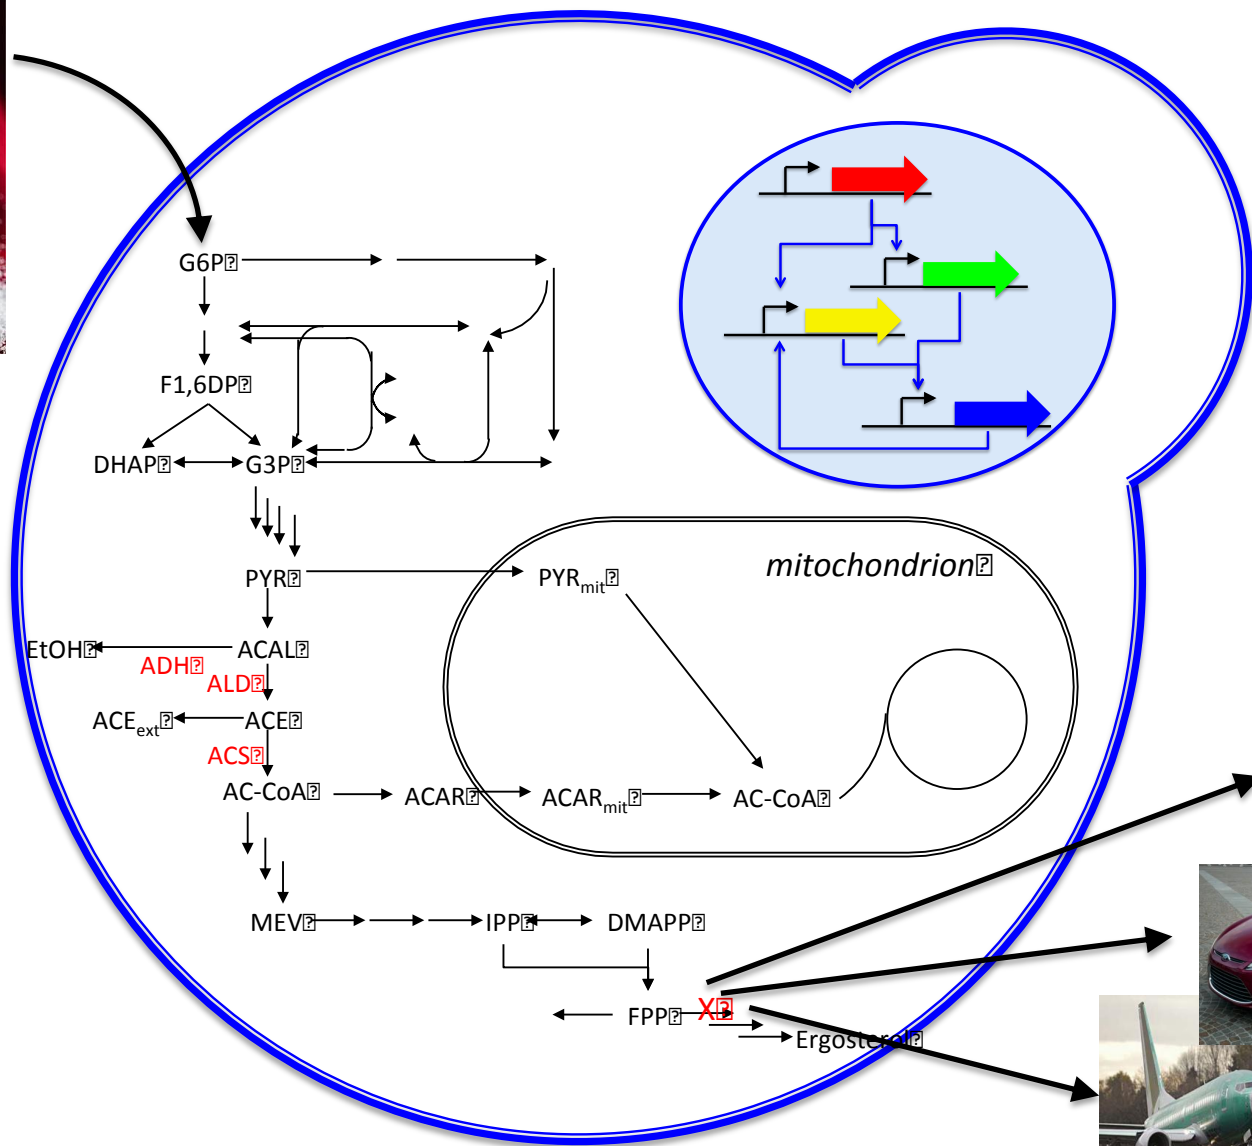 G6P
F1,6DP
DHAP
G3P
PYR
PYRmit
mitochondrion
EtOH
ACAL
ADH
ALD
ACEext
ACE
ACS
AC-CoA
ACAR
ACARmit
AC-CoA
MEV
IPP
DMAPP
FPP
X
Ergosterol